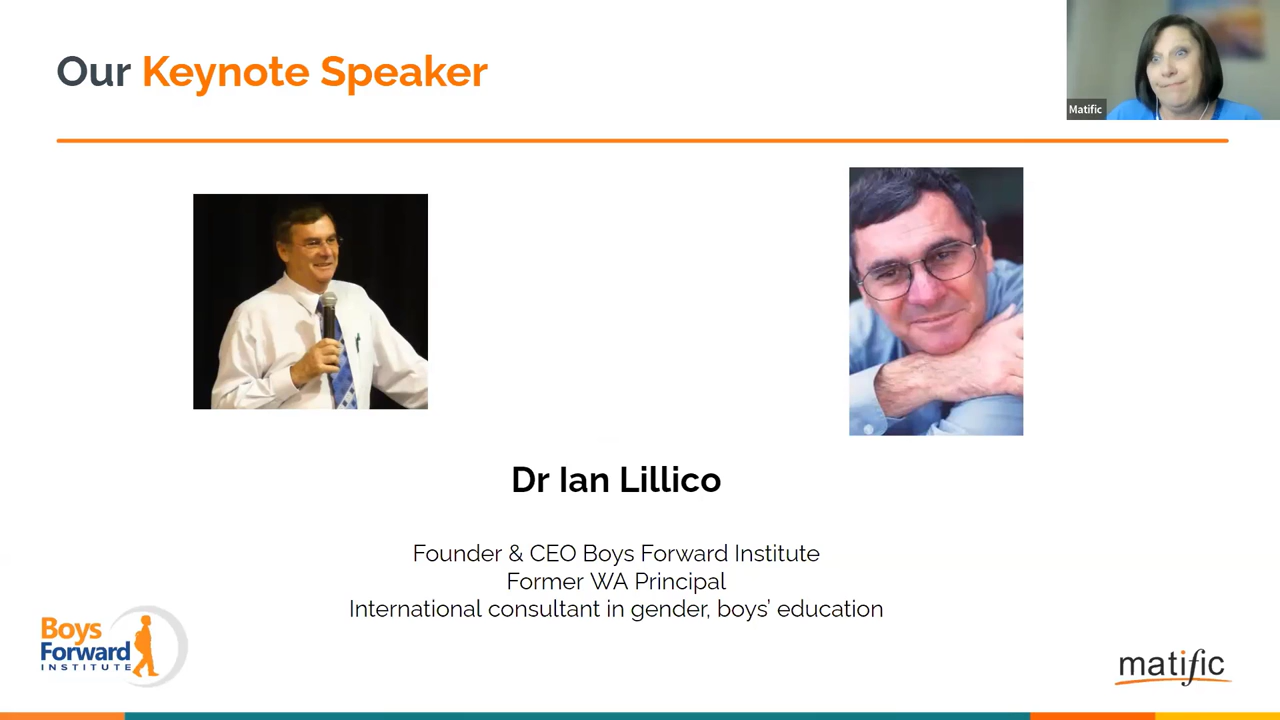 Our Keynote Speaker
Matific
Dr Ian Lillico
Founder & CEO Boys Forward Institute
Former WA Principal
International consultant in gender, boys’ education
Boys
Forward
INSTITUTE
matific